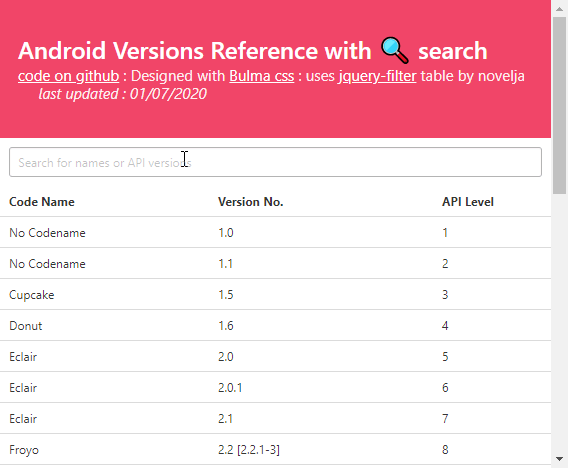 Android Versions Reference with 🔍 search
code on github : Designed with Bulma css : uses jquery-filter table by novelja
last updated : 01/07/2020
Search for names or API versions
Code Name Version No. API Level
No Codename 1.0 1
No Codename 1.1 2
Cupcake 1.5 3
Donut 1.6 4
Eclair 2.0 5
Eclair 2.0.1 6
Eclair 2.1 7
Froyo 2.2 [2.2.1-3] 8